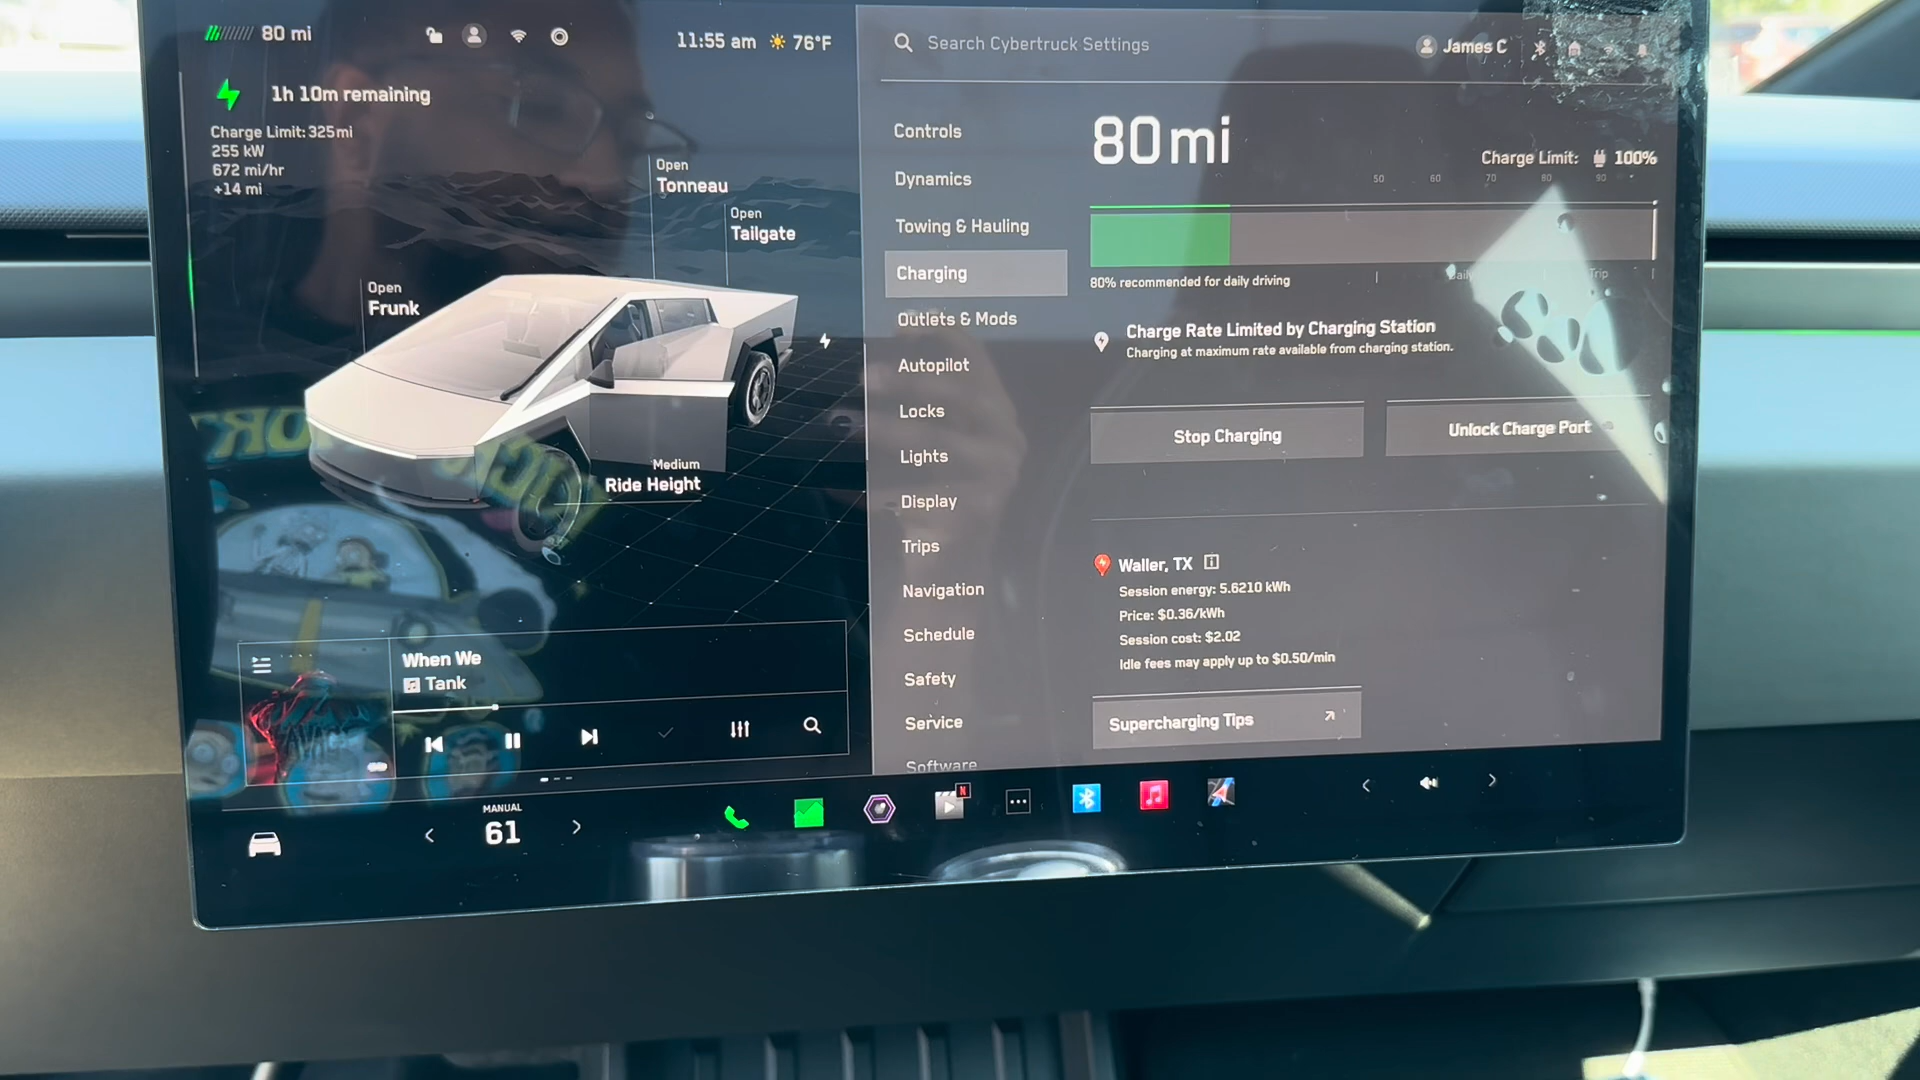 80 mi
11:55 am 76°F
1h 10m remaining
Charge Limit: 325mi
255 kW
672 mi/hr
+14 mi
Open
Tonneau
Open
Tailgate
Open
Frunk
Medium
Ride Height
When We
Tank
MANUAL
61
Search Cybertruck Settings
James C
Controls
Dynamics
Towing & Hauling
Charging
Outlets & Mods
Autopilot
Locks
Lights
Display
Trips
Navigation
Schedule
Safety
Service
Software
80mi
Charge Limit: 100%
50 60 70 80 90
80% recommended for daily driving
Daily Trip
Charge Rate Limited by Charging Station
Charging at maximum rate available from charging station.
Stop Charging
Unlock Charge Port
Waller, TX
Session energy: 5.6210 kWh
Price: $0.36/kWh
Session cost: $2.02
Idle fees may apply up to $0.50/min
Supercharging Tips
N